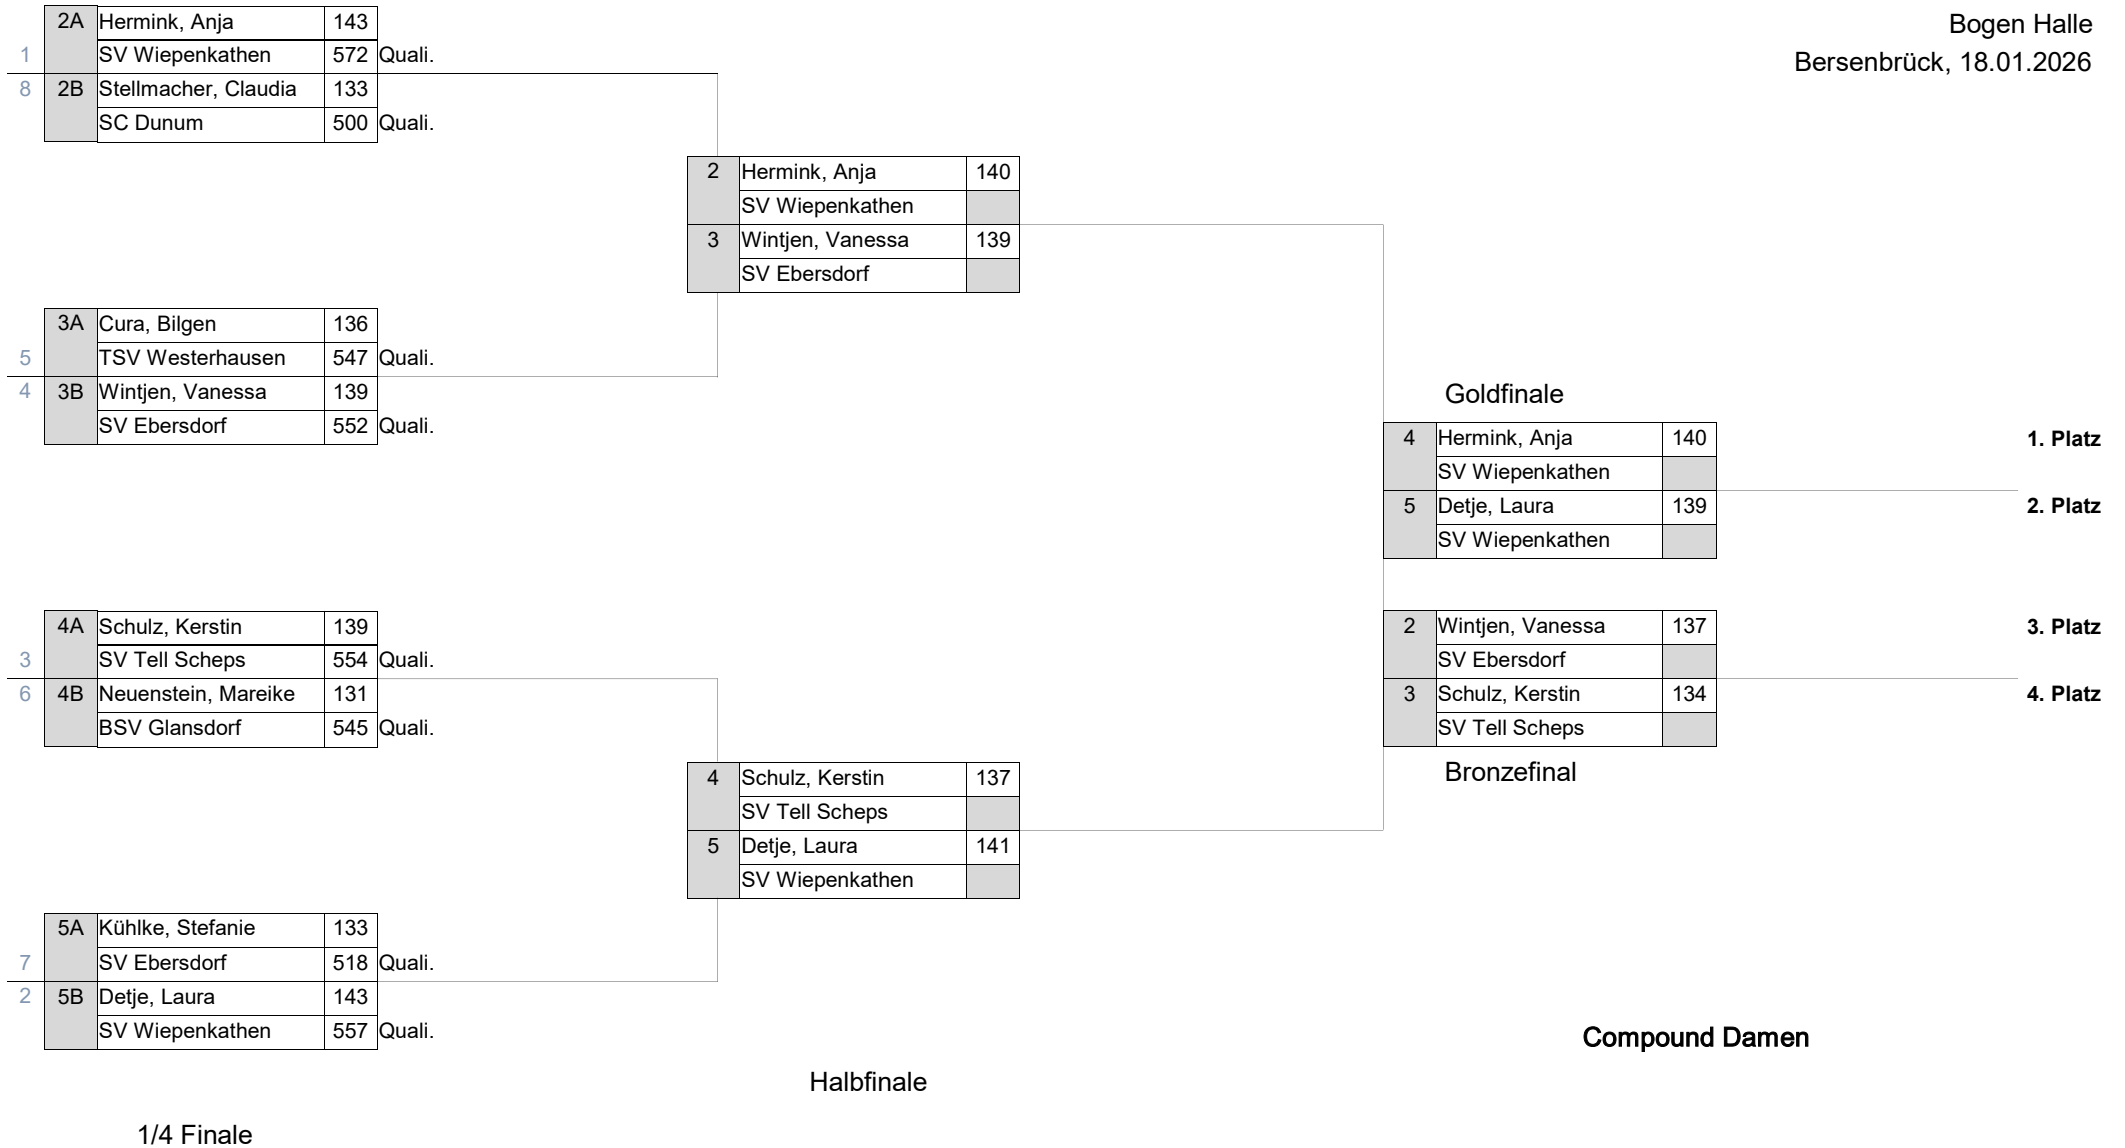 Bogen Halle
Bersenbrück, 18.01.2026
2A Hermink, Anja 143
1 SV Wiepenkathen 572 Quali.
8 2B Stellmacher, Claudia 133
SC Dunum 500 Quali.
2 Hermink, Anja 140
SV Wiepenkathen
3 Wintjen, Vanessa 139
SV Ebersdorf
3A Cura, Bilgen 136
5 TSV Westerhausen 547 Quali.
4 3B Wintjen, Vanessa 139
SV Ebersdorf 552 Quali.
Goldfinale
4 Hermink, Anja 140 1. Platz
SV Wiepenkathen
5 Detje, Laura 139 2. Platz
SV Wiepenkathen
4A Schulz, Kerstin 139
3 SV Tell Scheps 554 Quali.
6 4B Neuenstein, Mareike 131
BSV Glansdorf 545 Quali.
2 Wintjen, Vanessa 137 3. Platz
SV Ebersdorf
3 Schulz, Kerstin 134 4. Platz
SV Tell Scheps
Bronzefinal
4 Schulz, Kerstin 137
SV Tell Scheps
5 Detje, Laura 141
SV Wiepenkathen
5A Kühlke, Stefanie 133
7 SV Ebersdorf 518 Quali.
2 5B Detje, Laura 143
SV Wiepenkathen 557 Quali.
Compound Damen
Halbfinale
1/4 Finale